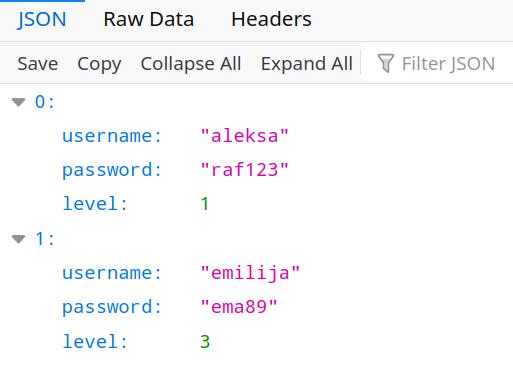 JSON Raw Data Headers
Save Copy Collapse All Expand All Filter JSON
0:
username: "aleksa"
password: "raf123"
level: 1
1:
username: "emilija"
password: "ema89"
level: 3